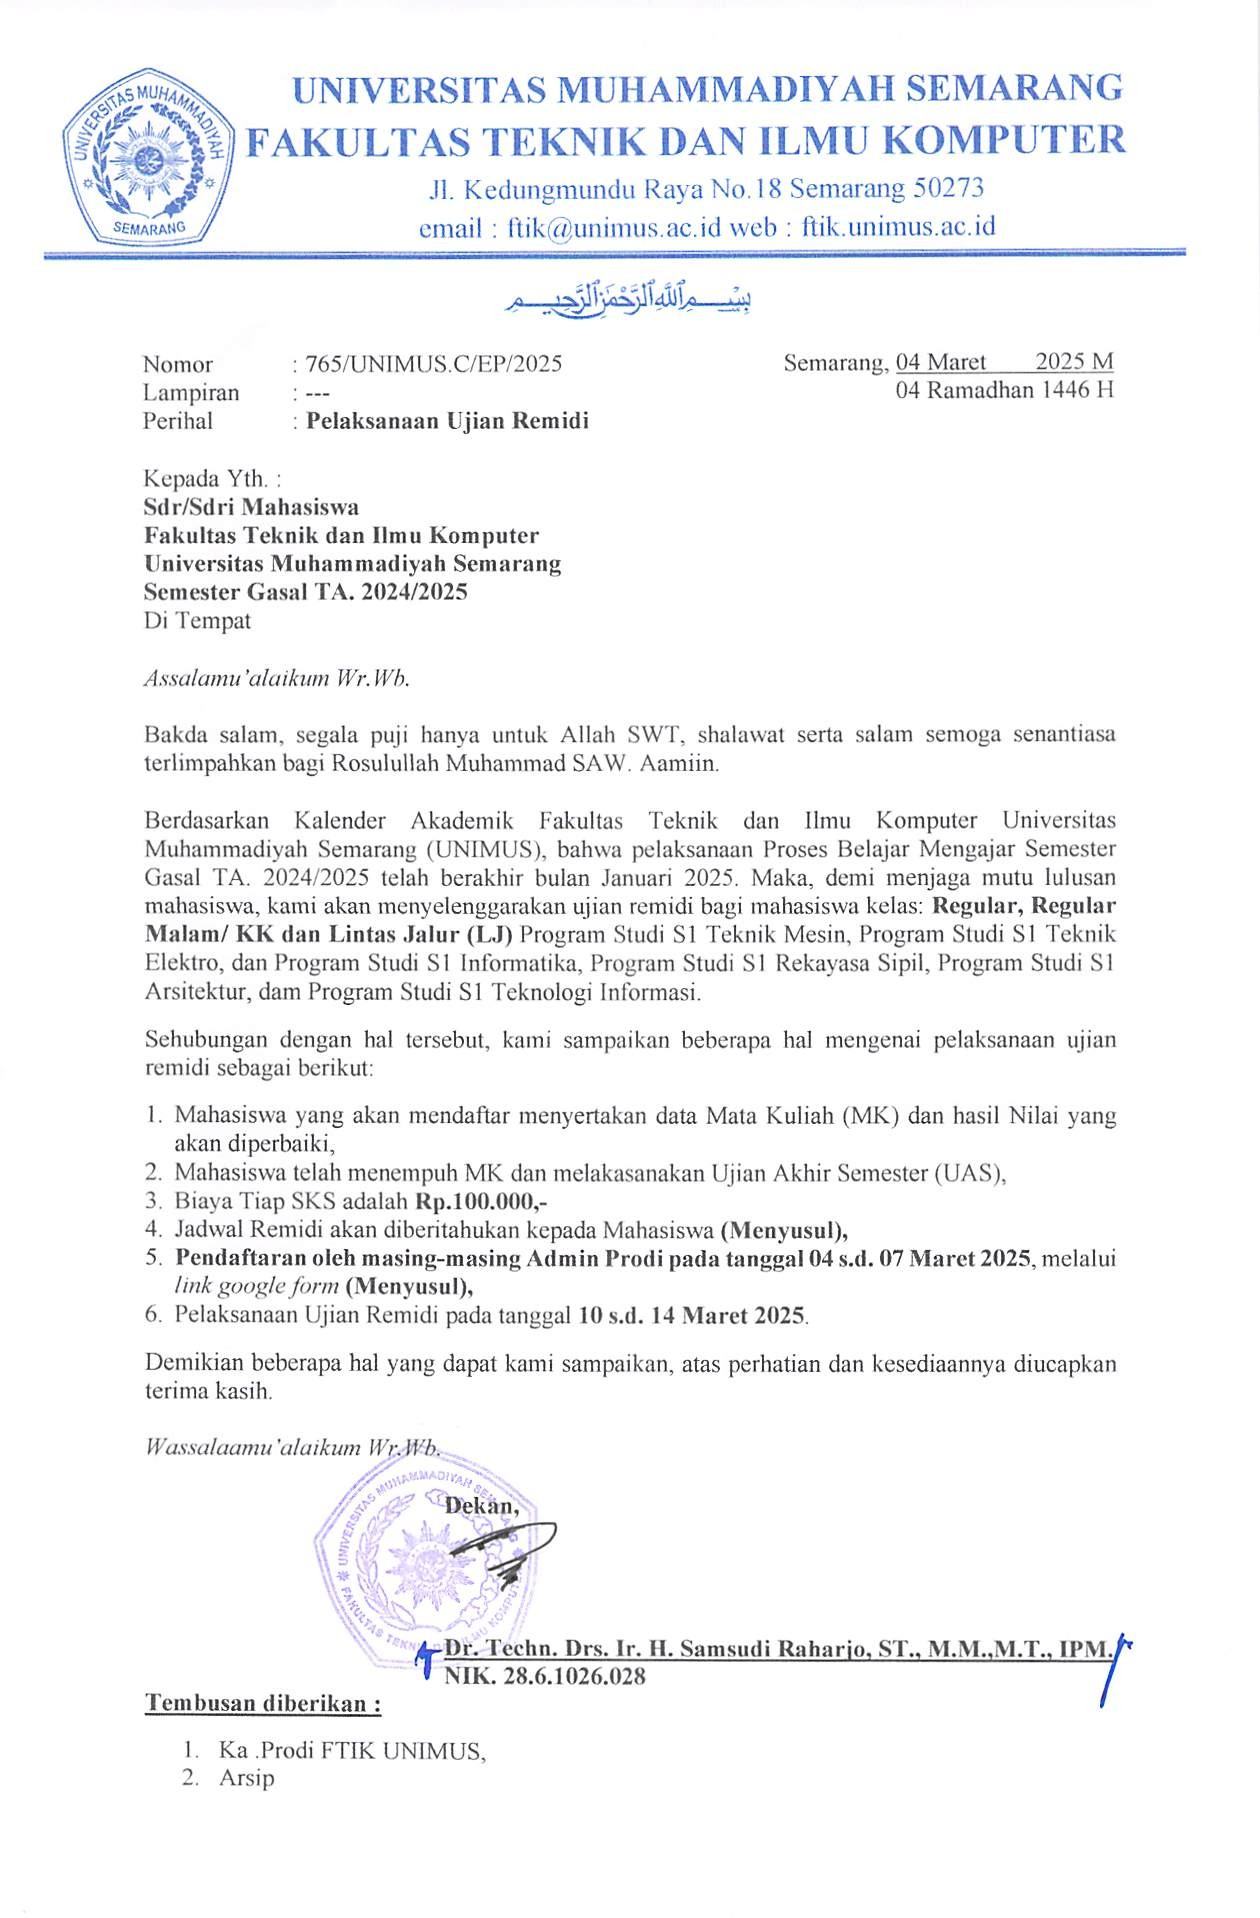 UNIVERSITAS MUHAMMADIYAH SEMARANG
FAKULTAS TEKNIK DAN ILMU KOMPUTER
Jl. Kedungmundu Raya No.18 Semarang 50273
email : ftik@unimus.ac.id web : ftik.unimus.ac.id
UNIVERSITAS MUHAMMADIYAH
SEMARANG
بِسْمِ اللَّهِ الرَّحْمَٰنِ الرَّحِيمِ
Nomor : 765/UNIMUS.C/EP/2025 Semarang, 04 Maret 2025 M
Lampiran : --- 04 Ramadhan 1446 H
Perihal : Pelaksanaan Ujian Remidi
Kepada Yth. :
Sdr/Sdri Mahasiswa
Fakultas Teknik dan Ilmu Komputer
Universitas Muhammadiyah Semarang
Semester Gasal TA. 2024/2025
Di Tempat
Assalamu'alaikum Wr.Wb.
Bakda salam, segala puji hanya untuk Allah SWT, shalawat serta salam semoga senantiasa
terlimpahkan bagi Rosulullah Muhammad SAW. Aamiin.
Berdasarkan Kalender Akademik Fakultas Teknik dan Ilmu Komputer Universitas
Muhammadiyah Semarang (UNIMUS), bahwa pelaksanaan Proses Belajar Mengajar Semester
Gasal TA. 2024/2025 telah berakhir bulan Januari 2025. Maka, demi menjaga mutu lulusan
mahasiswa, kami akan menyelenggarakan ujian remidi bagi mahasiswa kelas: Regular, Regular
Malam/ KK dan Lintas Jalur (LJ) Program Studi S1 Teknik Mesin, Program Studi S1 Teknik
Elektro, dan Program Studi S1 Informatika, Program Studi S1 Rekayasa Sipil, Program Studi S1
Arsitektur, dam Program Studi S1 Teknologi Informasi.
Sehubungan dengan hal tersebut, kami sampaikan beberapa hal mengenai pelaksanaan ujian
remidi sebagai berikut:
1. Mahasiswa yang akan mendaftar menyertakan data Mata Kuliah (MK) dan hasil Nilai yang
akan diperbaiki,
2. Mahasiswa telah menempuh MK dan melakasanakan Ujian Akhir Semester (UAS),
3. Biaya Tiap SKS adalah Rp.100.000,-
4. Jadwal Remidi akan diberitahukan kepada Mahasiswa (Menyusul),
5. Pendaftaran oleh masing-masing Admin Prodi pada tanggal 04 s.d. 07 Maret 2025, melalui
link google form (Menyusul),
6. Pelaksanaan Ujian Remidi pada tanggal 10 s.d. 14 Maret 2025.
Demikian beberapa hal yang dapat kami sampaikan, atas perhatian dan kesediaannya diucapkan
terima kasih.
Wassalaamu'alaikum Wr.Wb.
Dekan,
UNIVERSITAS MUHAMMADIYAH SEMARANG
FAKULTAS TEKNIK DAN ILMU KOMPUTER
Dr. Techn. Drs. Ir. H. Samsudi Raharjo, ST., M.M.,M.T., IPM.
NIK. 28.6.1026.028
Tembusan diberikan :
1. Ka .Prodi FTIK UNIMUS,
2. Arsip